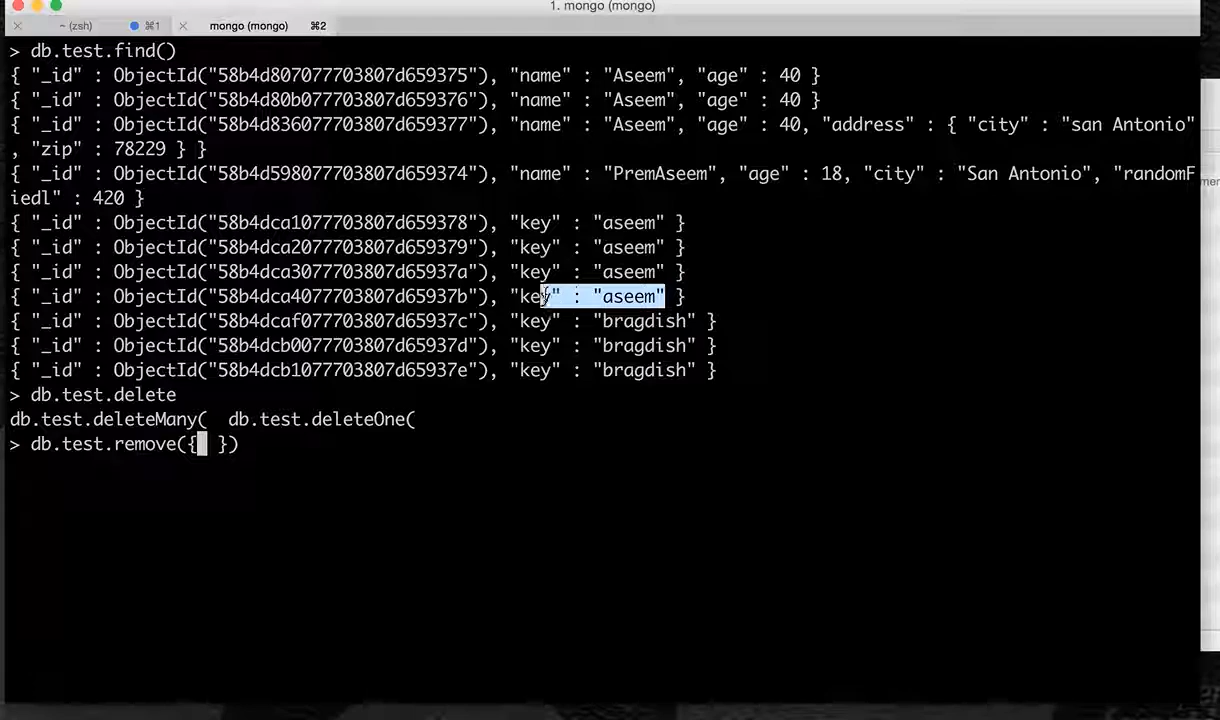 1. mongo (mongo)
~ (zsh) ⌘1 mongo (mongo) ⌘2
> db.test.find()
{ "_id" : ObjectId("58b4d807077703807d659375"), "name" : "Aseem", "age" : 40 }
{ "_id" : ObjectId("58b4d80b077703807d659376"), "name" : "Aseem", "age" : 40 }
{ "_id" : ObjectId("58b4d836077703807d659377"), "name" : "Aseem", "age" : 40, "address" : { "city" : "san Antonio"
, "zip" : 78229 } }
{ "_id" : ObjectId("58b4d598077703807d659374"), "name" : "PremAseem", "age" : 18, "city" : "San Antonio", "randomF
iedl" : 420 }
{ "_id" : ObjectId("58b4dca1077703807d659378"), "key" : "aseem" }
{ "_id" : ObjectId("58b4dca2077703807d659379"), "key" : "aseem" }
{ "_id" : ObjectId("58b4dca3077703807d65937a"), "key" : "aseem" }
{ "_id" : ObjectId("58b4dca4077703807d65937b"), "key" : "aseem" }
{ "_id" : ObjectId("58b4dcaf077703807d65937c"), "key" : "bragdish" }
{ "_id" : ObjectId("58b4dcb0077703807d65937d"), "key" : "bragdish" }
{ "_id" : ObjectId("58b4dcb1077703807d65937e"), "key" : "bragdish" }
> db.test.delete
db.test.deleteMany(  db.test.deleteOne(
> db.test.remove({ })